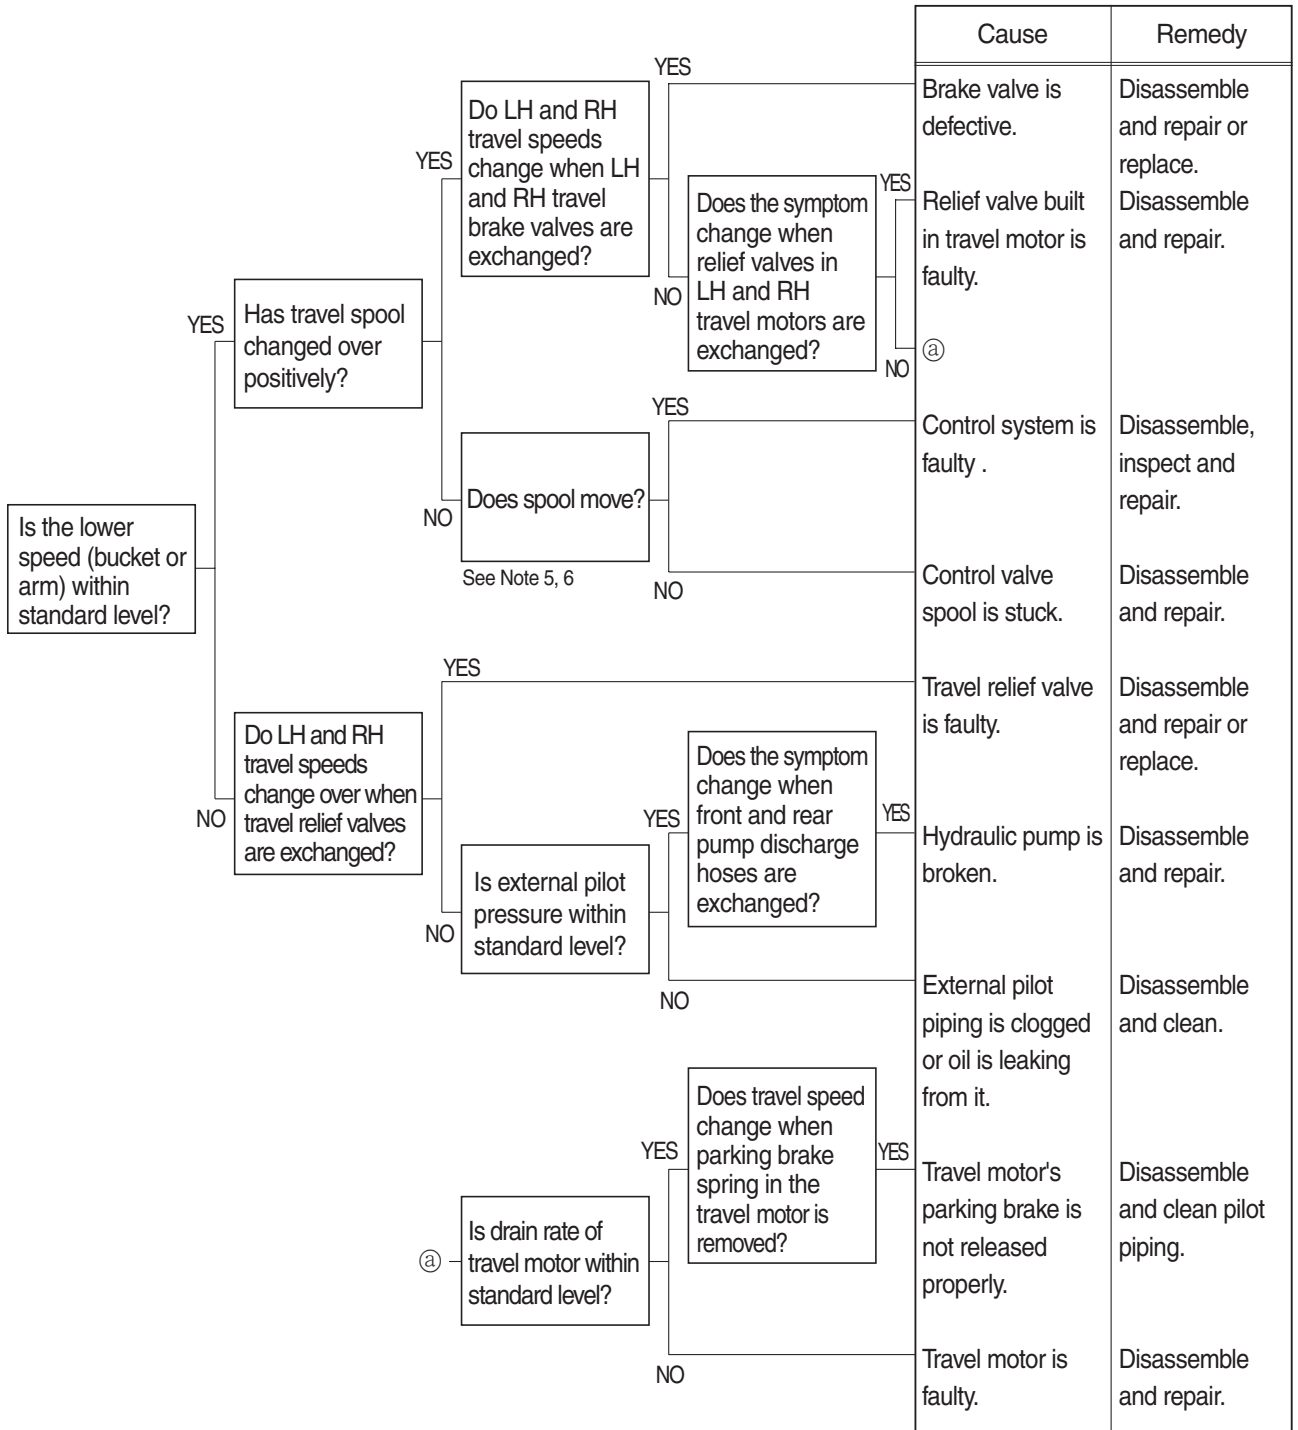 Cause
Remedy
YES
Brake valve is
defective.
Disassemble
and repair or
replace.
Do LH and RH
travel speeds
change when LH
and RH travel
brake valves are
exchanged?
YES
NO
Does the symptom
change when
relief valves in
LH and RH
travel motors are
exchanged?
YES
Relief valve built
in travel motor is
faulty.
Disassemble
and repair.
NO
ⓐ
YES
Has travel spool
changed over
positively?
NO
Does spool move?
See Note 5, 6
YES
Control system is
faulty .
Disassemble,
inspect and
repair.
NO
Control valve
spool is stuck.
Disassemble
and repair.
Is the lower
speed (bucket or
arm) within
standard level?
NO
Do LH and RH
travel speeds
change over when
travel relief valves
are exchanged?
YES
Travel relief valve
is faulty.
Disassemble
and repair or
replace.
NO
Is external pilot
pressure within
standard level?
YES
Does the symptom
change when
front and rear
pump discharge
hoses are
exchanged?
YES
Hydraulic pump is
broken.
Disassemble
and repair.
NO
External pilot
piping is clogged
or oil is leaking
from it.
Disassemble
and clean.
ⓐ
Is drain rate of
travel motor within
standard level?
YES
Does travel speed
change when
parking brake
spring in the
travel motor is
removed?
YES
Travel motor's
parking brake is
not released
properly.
Disassemble
and clean pilot
piping.
NO
Travel motor is
faulty.
Disassemble
and repair.